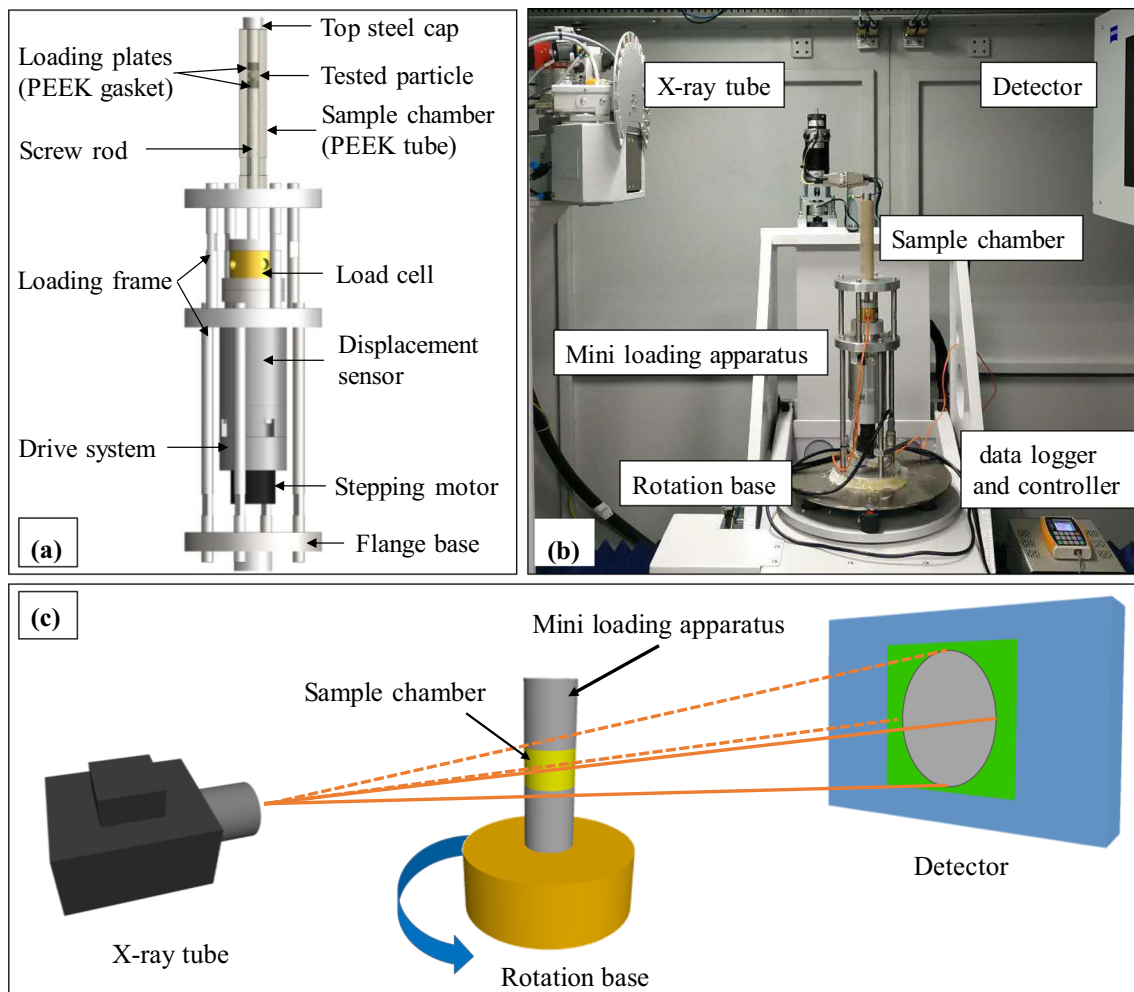 Top steel cap
Loading plates
(PEEK gasket)
Tested particle
Sample chamber
(PEEK tube)
Screw rod
Loading frame
Load cell
Displacement
sensor
Drive system
Stepping motor
(a)
Flange base
X-ray tube
Detector
Sample chamber
Mini loading apparatus
Rotation base
data logger
and controller
(b)
(c)
Mini loading apparatus
Sample chamber
Detector
X-ray tube
Rotation base